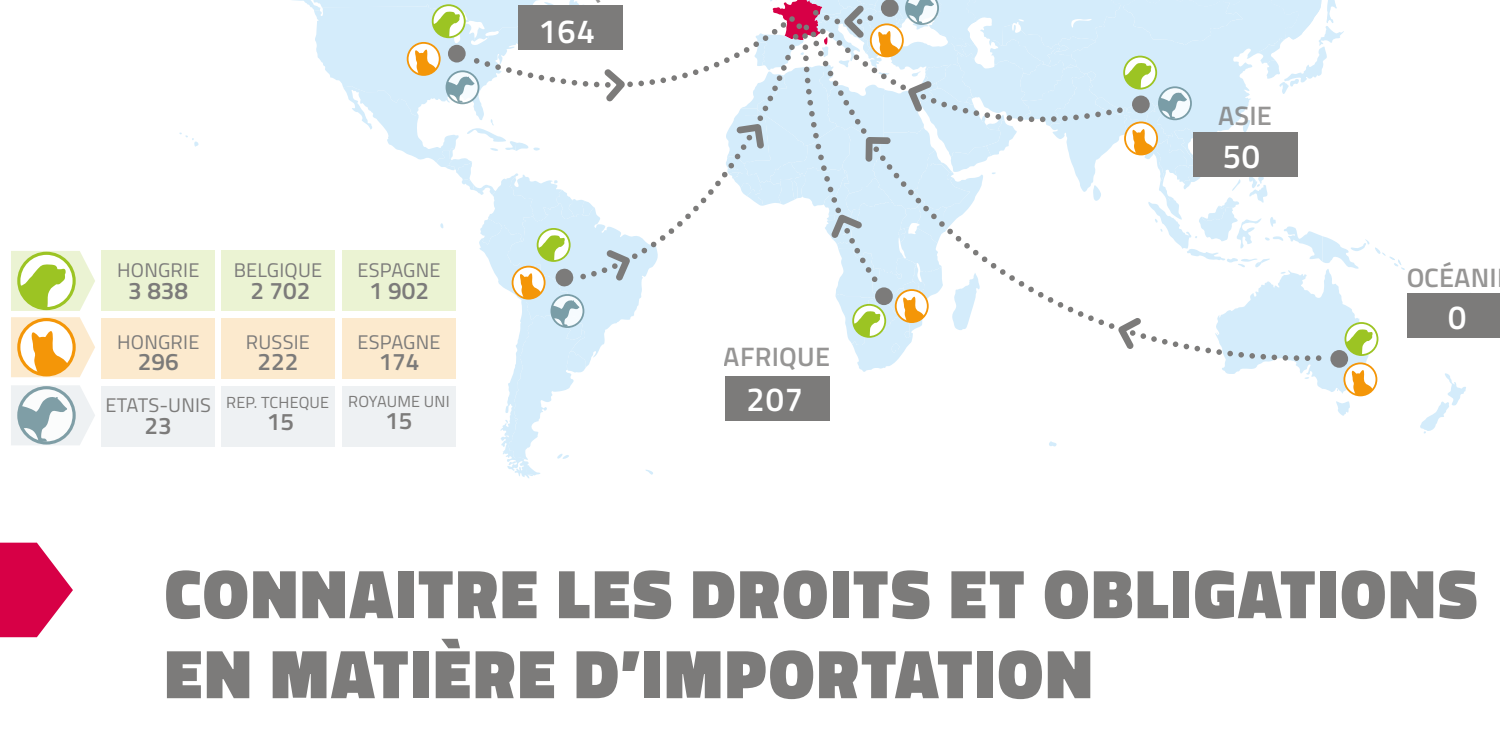 164
ASIE
50
OCÉANI
0
HONGRIE
3 838
BELGIQUE
2 702
ESPAGNE
1 902
HONGRIE
296
RUSSIE
222
ESPAGNE
174
ETATS-UNIS
23
REP. TCHEQUE
15
ROYAUME UNI
15
AFRIQUE
207
CONNAITRE LES DROITS ET OBLIGATIONS
EN MATIÈRE D'IMPORTATION